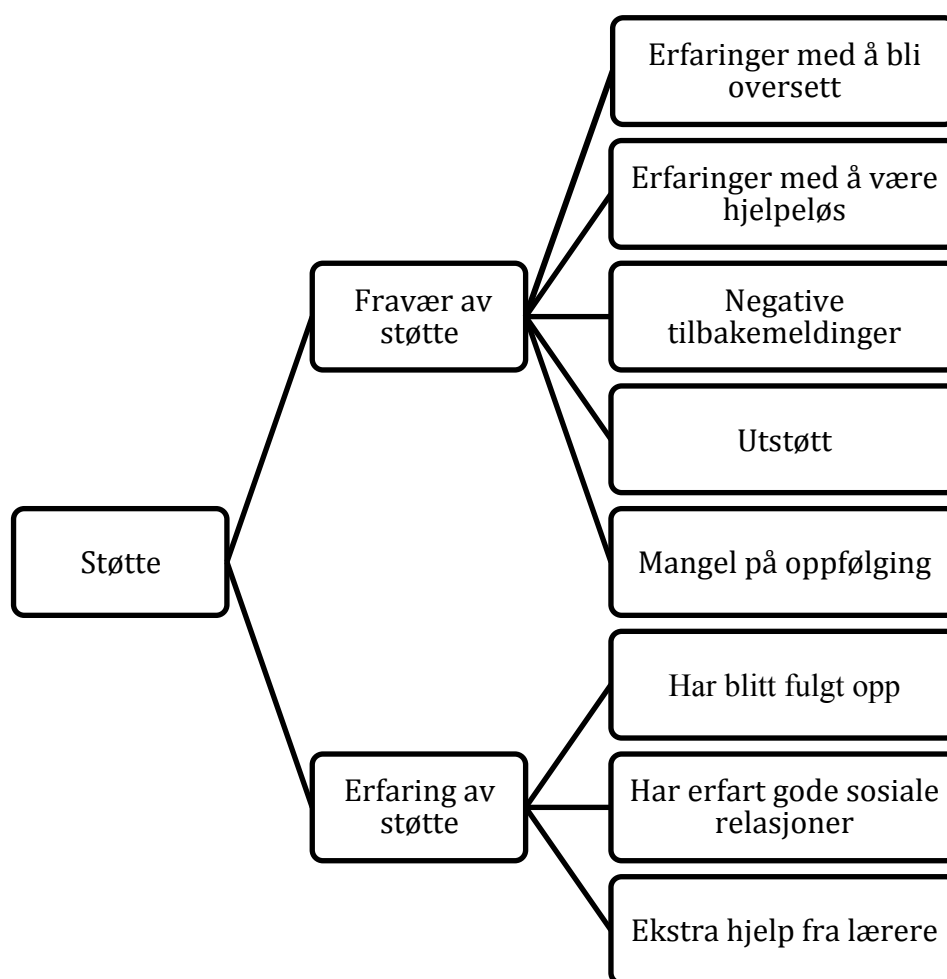 Erfaringer med å bli
oversett
Erfaringer med å være
hjelpeløs
Fravær av
støtte
Negative
tilbakemeldinger
Utstøtt
Støtte
Mangel på oppfølging
Har blitt fulgt opp
Erfaring av
støtte
Har erfart gode sosiale
relasjoner
Ekstra hjelp fra lærere